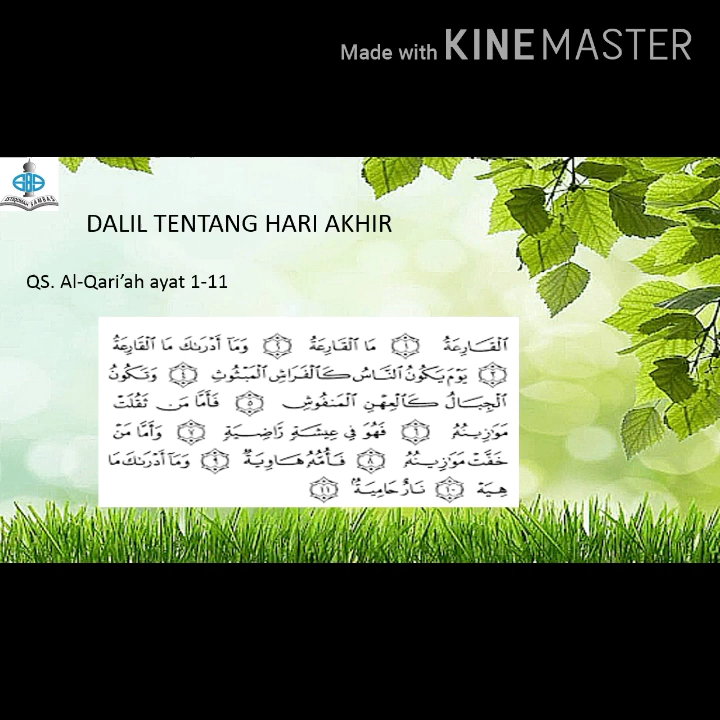 Made with KINEMASTER
DALIL TENTANG HARI AKHIR
QS. Al-Qari’ah ayat 1-11
ٱلْقَارِعَةُ ١ مَا ٱلْقَارِعَةُ ٢ وَمَآ أَدْرَىٰكَ مَا ٱلْقَارِعَةُ
٣ يَوْمَ يَكُونُ ٱلنَّاسُ كَٱلْفَرَاشِ ٱلْمَبْثُوثِ ٤ وَتَكُونُ
ٱلْجِبَالُ كَٱلْعِهْنِ ٱلْمَنفُوشِ ٥ فَأَمَّا مَن ثَقُلَتْ
مَوَٰزِينُهُۥ ٦ فَهُوَ فِى عِيشَةٍ رَّاضِيَةٍ ٧ وَأَمَّا مَنْ
خَفَّتْ مَوَٰزِينُهُۥ ٨ فَأُمُّهُۥ هَاوِيَةٌ ٩ وَمَآ أَدْرَىٰكَ مَا
هِيَهْ ١٠ نَارٌ حَامِيَةٌۢ ١١